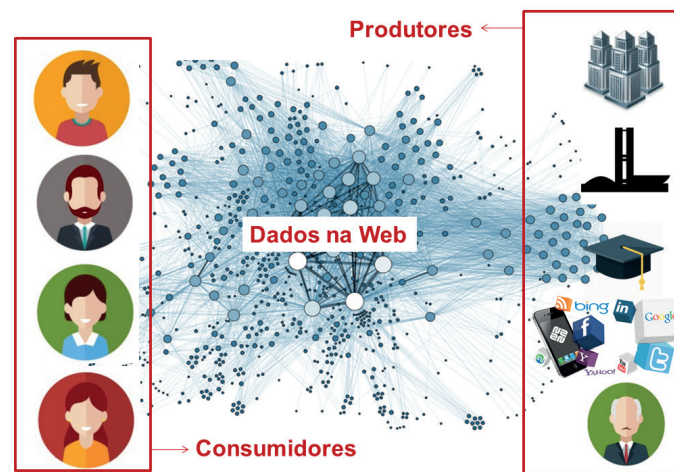 Produtores
Dados na Web
bing
in
Google
f
Y
YAHOO!
Consumidores